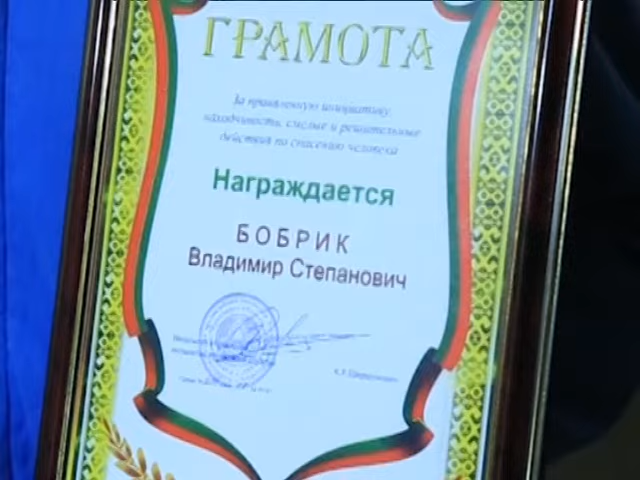 ГРАМОТА
За проявленную инициативу
находчивость, смелые и решительные
действия по спасению человека
Награждается
БОБРИК
Владимир Степанович